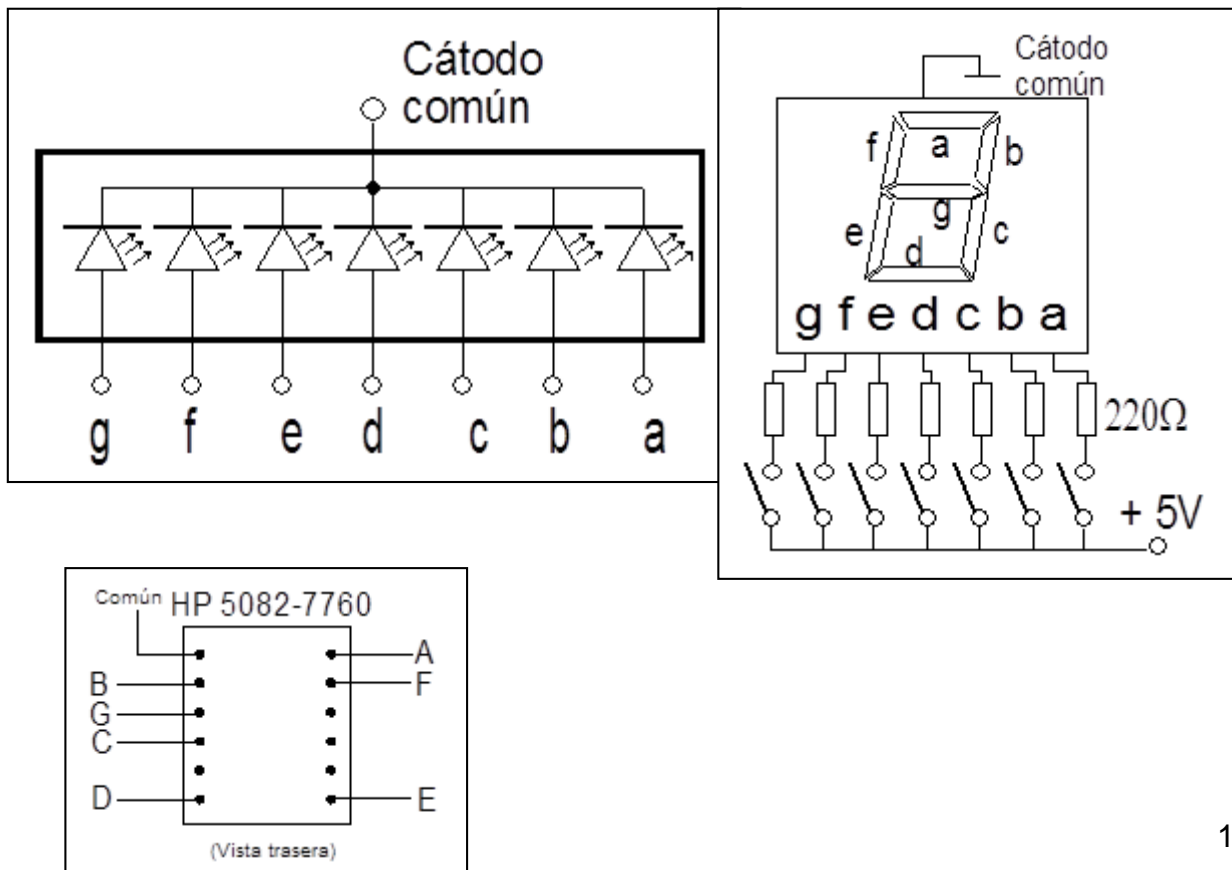 Cátodo
común
g f e d c b a
Cátodo
común
f a b
g
e c
d
g f e d c b a
220Ω
+ 5V
Común HP 5082-7760
A
B F
G
C
D E
(Vista trasera)
1